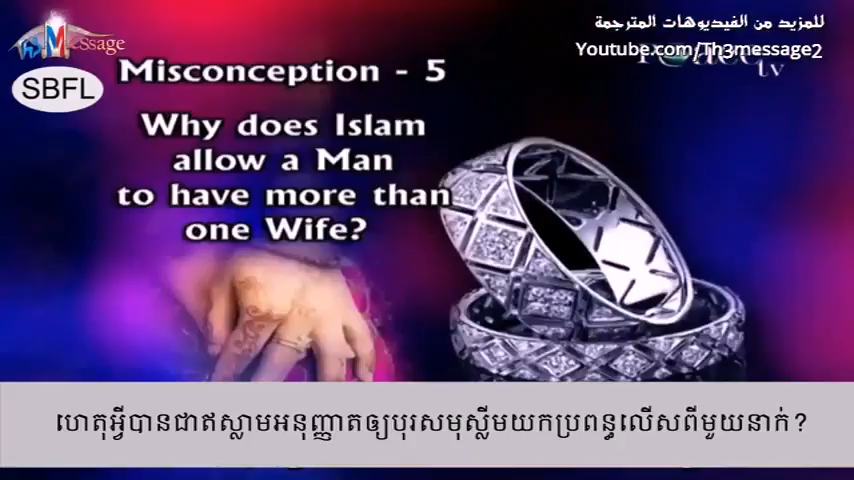 Th3Message
للمزيد من الفيديوهات المترجمة
Youtube.com/Th3message2
SBFL
tv
Misconception - 5
Why does Islam
allow a Man
to have more than
one Wife?
ហេតុអ្វីបានជាឥស្លាមអនុញ្ញាតឲ្យបុរសមុស្លីមយកប្រពន្ធលើសពីមួយនាក់?